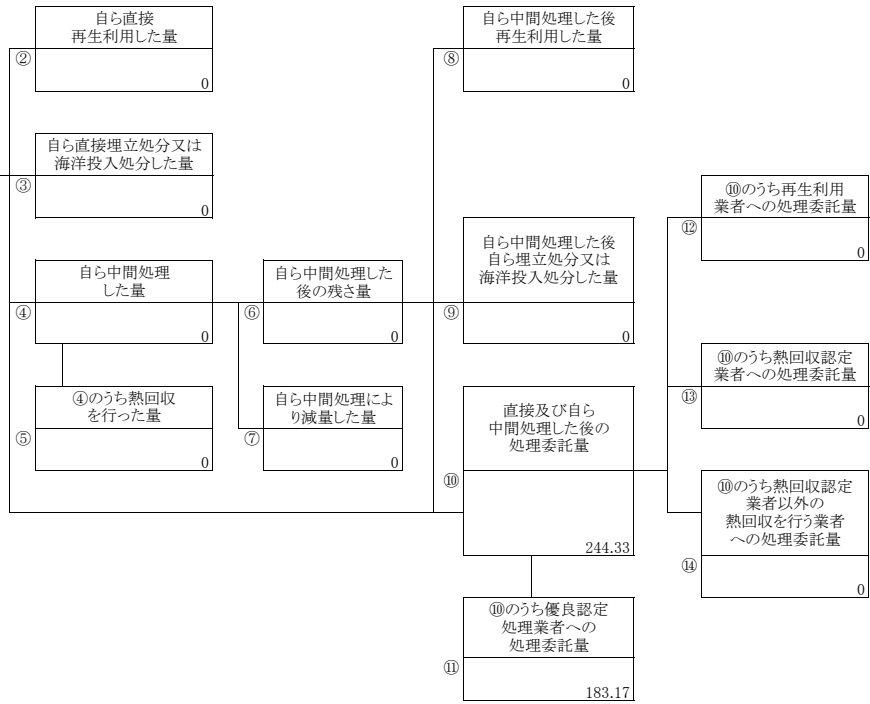 自ら直接
再生利用した量
②
0
自ら直接埋立処分又は
海洋投入処分した量
③
0
自ら中間処理
した量
④
0
④のうち熱回収
を行った量
⑤
0
自ら中間処理した
後の残さ量
⑥
0
自ら中間処理によ
り減量した量
⑦
0
自ら中間処理した後
再生利用した量
⑧
0
自ら中間処理した後
自ら埋立処分又は
海洋投入処分した量
⑨
0
直接及び自ら
中間処理した後の
処理委託量
⑩
244.33
⑩のうち優良認定
処理業者への
処理委託量
⑪
183.17
⑩のうち再生利用
業者への処理委託量
⑫
0
⑩のうち熱回収認定
業者への処理委託量
⑬
0
⑩のうち熱回収認定
業者以外の
熱回収を行う業者
への処理委託量
⑭
0